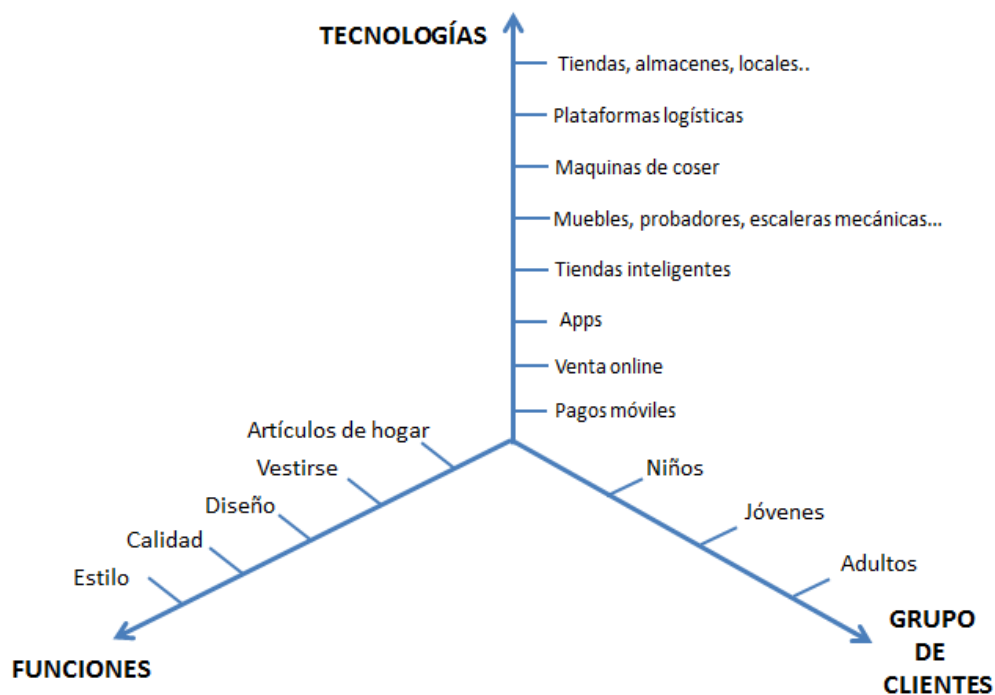 TECNOLOGÍAS
Tiendas, almacenes, locales..
Plataformas logísticas
Maquinas de coser
Muebles, probadores, escaleras mecánicas...
Tiendas inteligentes
Apps
Venta online
Pagos móviles
Artículos de hogar
Vestirse
Diseño
Calidad
Estilo
FUNCIONES
Niños
Jóvenes
Adultos
GRUPO
DE
CLIENTES